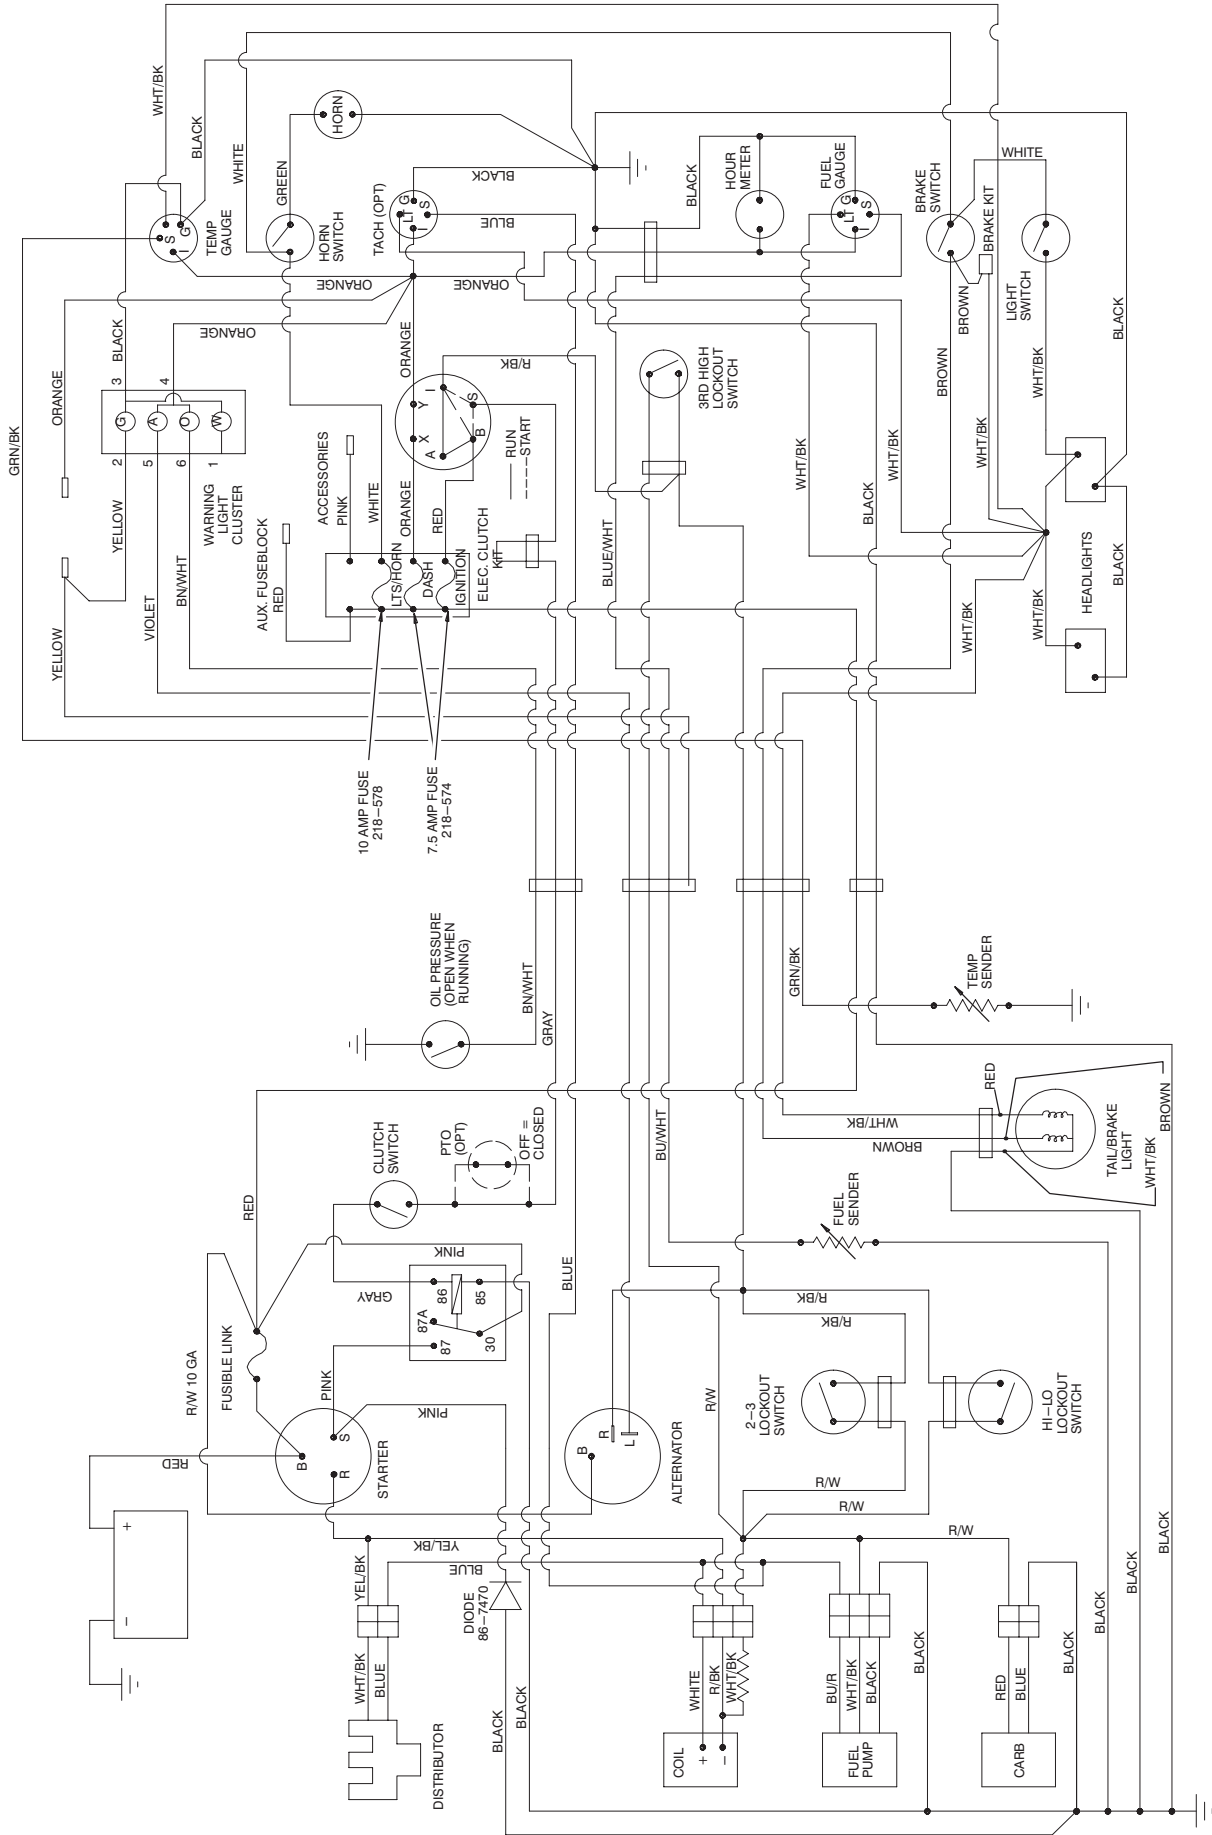 WHT/BK
BLACK
WHITE
GREEN
HORN
BLACK
GRN/BK
S
G
I
TEMP
GAUGE
HORN
SWITCH
ORANGE
TACH (OPT)
G
LT
S
I
BLUE
ORANGE
BLACK
HOUR
METER
FUEL
GAUGE
G
LT
S
I
BRAKE
SWITCH
WHITE
BRAKE KIT
BROWN
LIGHT
SWITCH
BLACK
ORANGE
BLACK
ORANGE
3
4
G
A
O
W
2
5
6
1
YELLOW
YELLOW
VIOLET
BN/WHT
WARNING
LIGHT
CLUSTER
ACCESSORIES
PINK
WHITE
ORANGE
ORANGE
R/BK
I
Y
S
X
A
B
RED
RUN
START
AUX. FUSEBLOCK
RED
LTS/HORN
DASH
IGNITION
ELEC. CLUTCH
KIT
3RD HIGH
LOCKOUT
SWITCH
BLUE/WHT
WHT/BK
BLACK
WHT/BK
BROWN
WHT/BK
WHT/BK
WHT/BK
WHT/BK
HEADLIGHTS
BLACK
10 AMP FUSE
218–578
7.5 AMP FUSE
218–574
OIL PRESSURE
(OPEN WHEN
RUNNING)
BN/WHT
GRAY
GRN/BK
TEMP
SENDER
RED
CLUTCH
SWITCH
PTO
(OPT)
OFF =
CLOSED
BU/WHT
WHT/BK
BROWN
RED
TAIL/BRAKE
LIGHT
WHT/BK
BROWN
FUEL
SENDER
R/W 10 GA
FUSIBLE LINK
PINK
GRAY
87A
86
85
87
30
BLUE
PINK
PINK
R/BK
R/BK
RED
B
S
R
STARTER
R/W
B
R
L
ALTERNATOR
2–3
LOCKOUT
SWITCH
HI–LO
LOCKOUT
SWITCH
R/W
R/W
R/W
+
–
YEL/BK
YEL/BK
BLUE
DIODE
86–7470
WHT/BK
BLUE
DISTRIBUTOR
BLACK
BLACK
WHITE
R/BK
WHT/BK
COIL
+
–
BU/R
WHT/BK
BLACK
FUEL
PUMP
BLACK
RED
BLUE
CARB
BLACK
BLACK
BLACK
BLACK